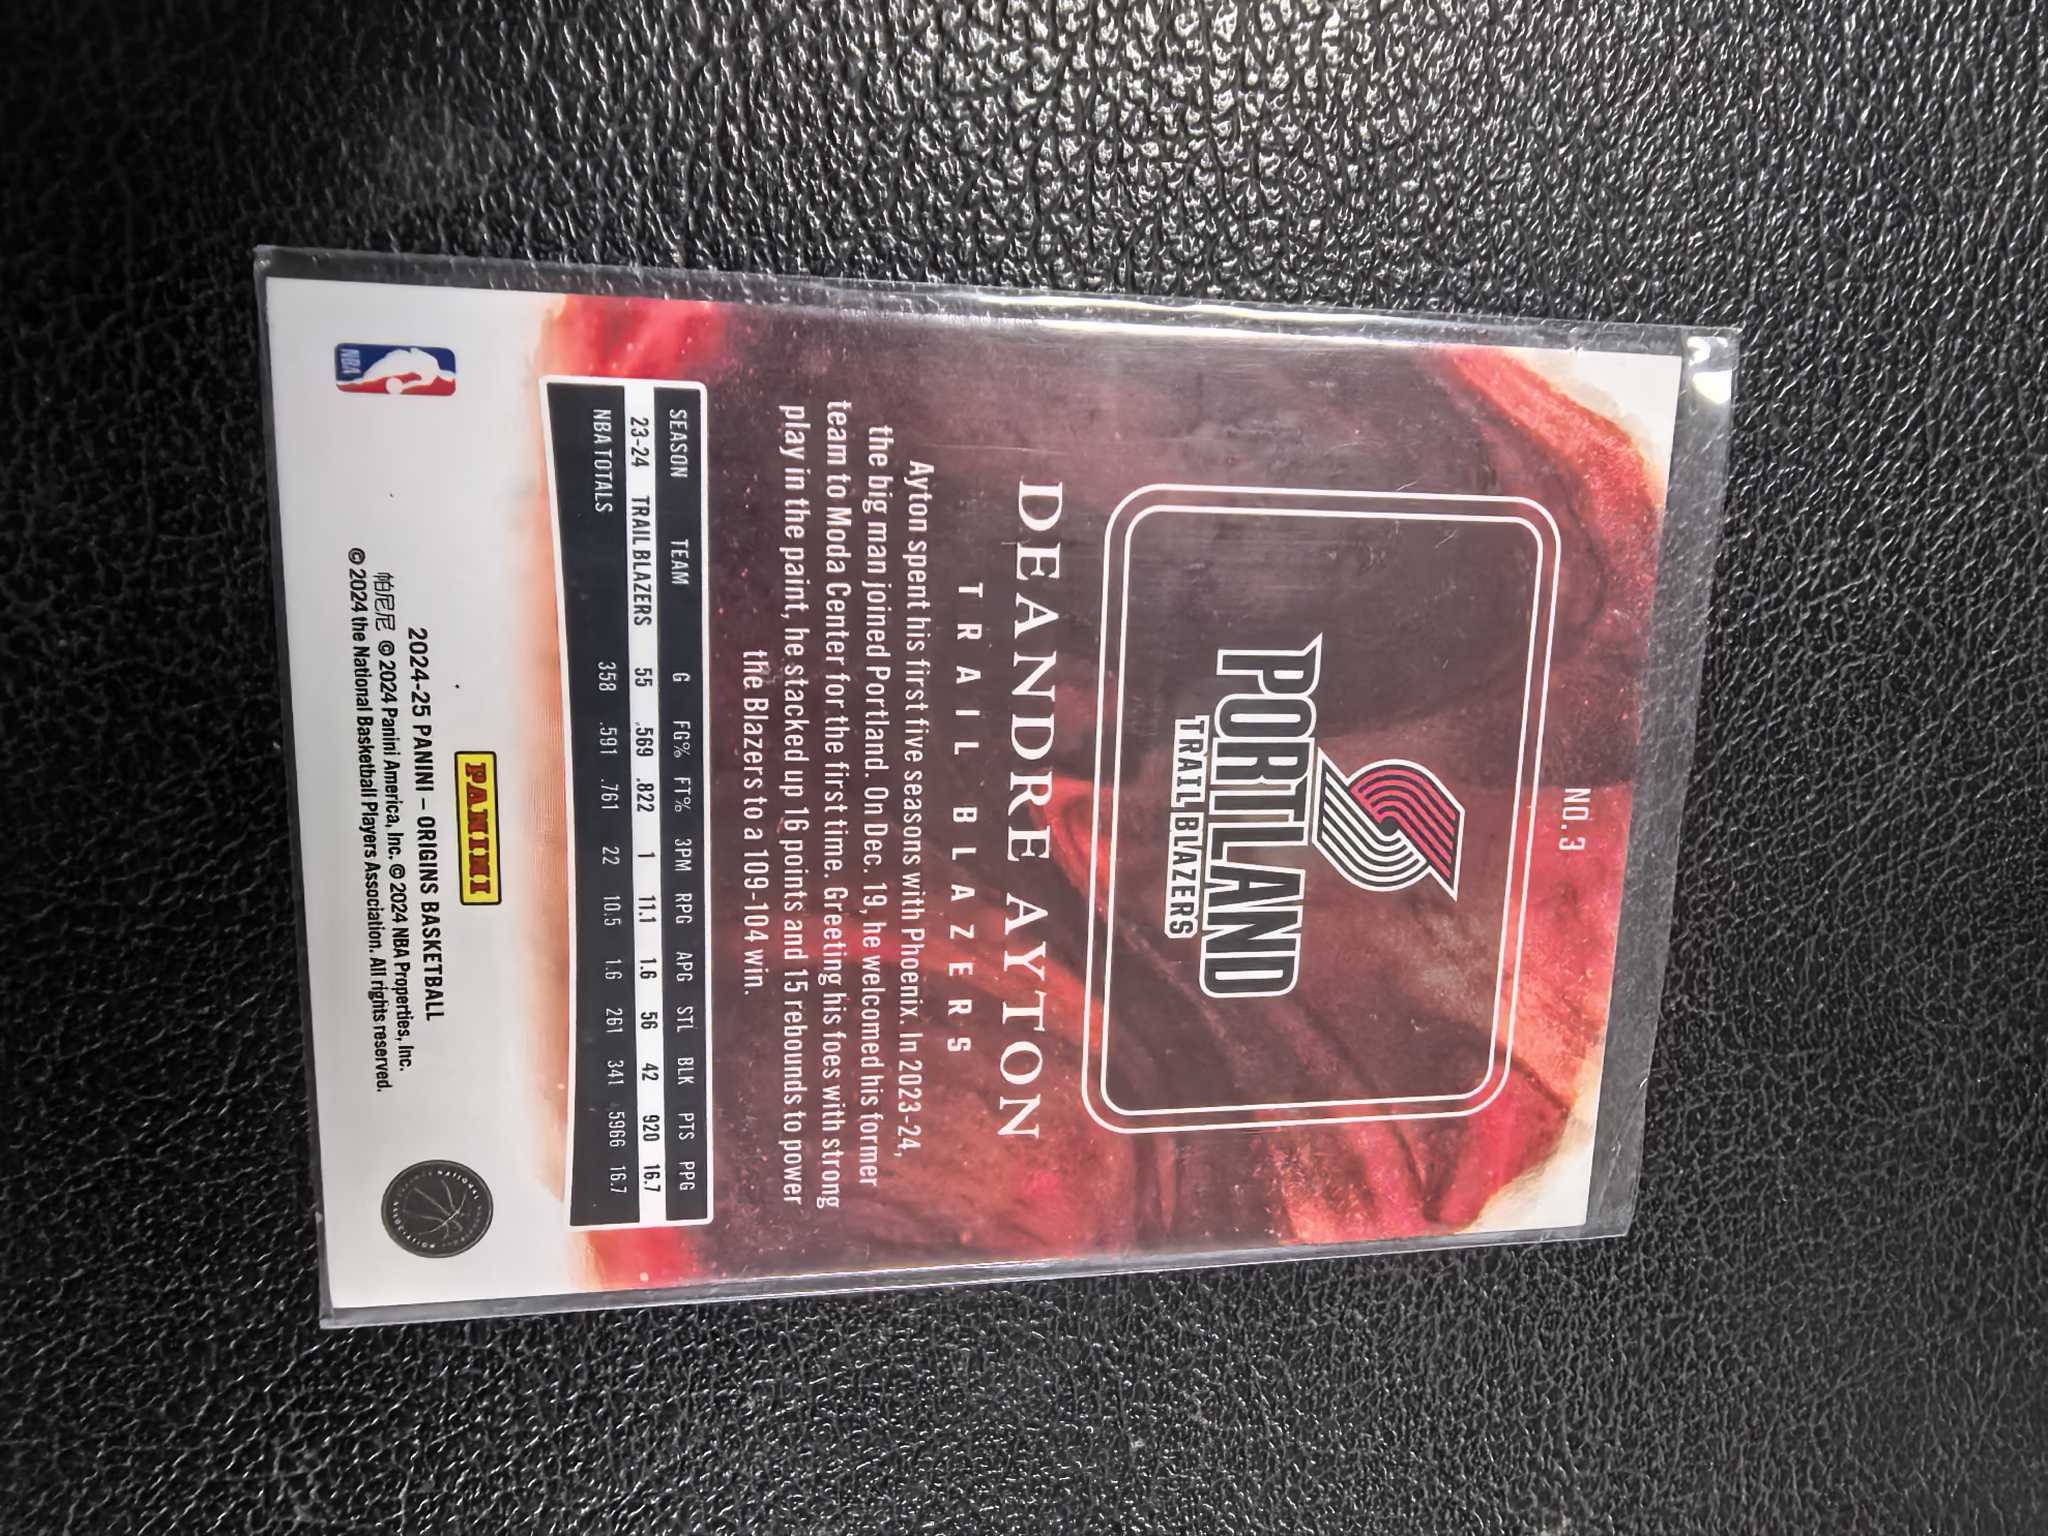 NO. 3
PORTLAND
TRAIL BLAZERS
DEANDRE AYTON
TRAIL BLAZERS
Ayton spent his first five seasons with Phoenix. In 2023-24,
the big man joined Portland. On Dec. 19, he welcomed his former
team to Moda Center for the first time. Greeting his foes with strong
play in the paint, he stacked up 16 points and 15 rebounds to power
the Blazers to a 109-104 win.
SEASON TEAM G FG% FT% 3PM RPG APG STL BLK PTS PPG
23-24 TRAIL BLAZERS 55 .569 .822 1 11.1 1.6 56 42 920 16.7
NBA TOTALS 358 .591 .761 22 10.5 1.6 261 341 5966 16.7
PANINI
2024-25 PANINI – ORIGINS BASKETBALL
帕尼尼 © 2024 Panini America, Inc. © 2024 NBA Properties, Inc.
© 2024 the National Basketball Players Association. All rights reserved.
NBA
NATIONAL